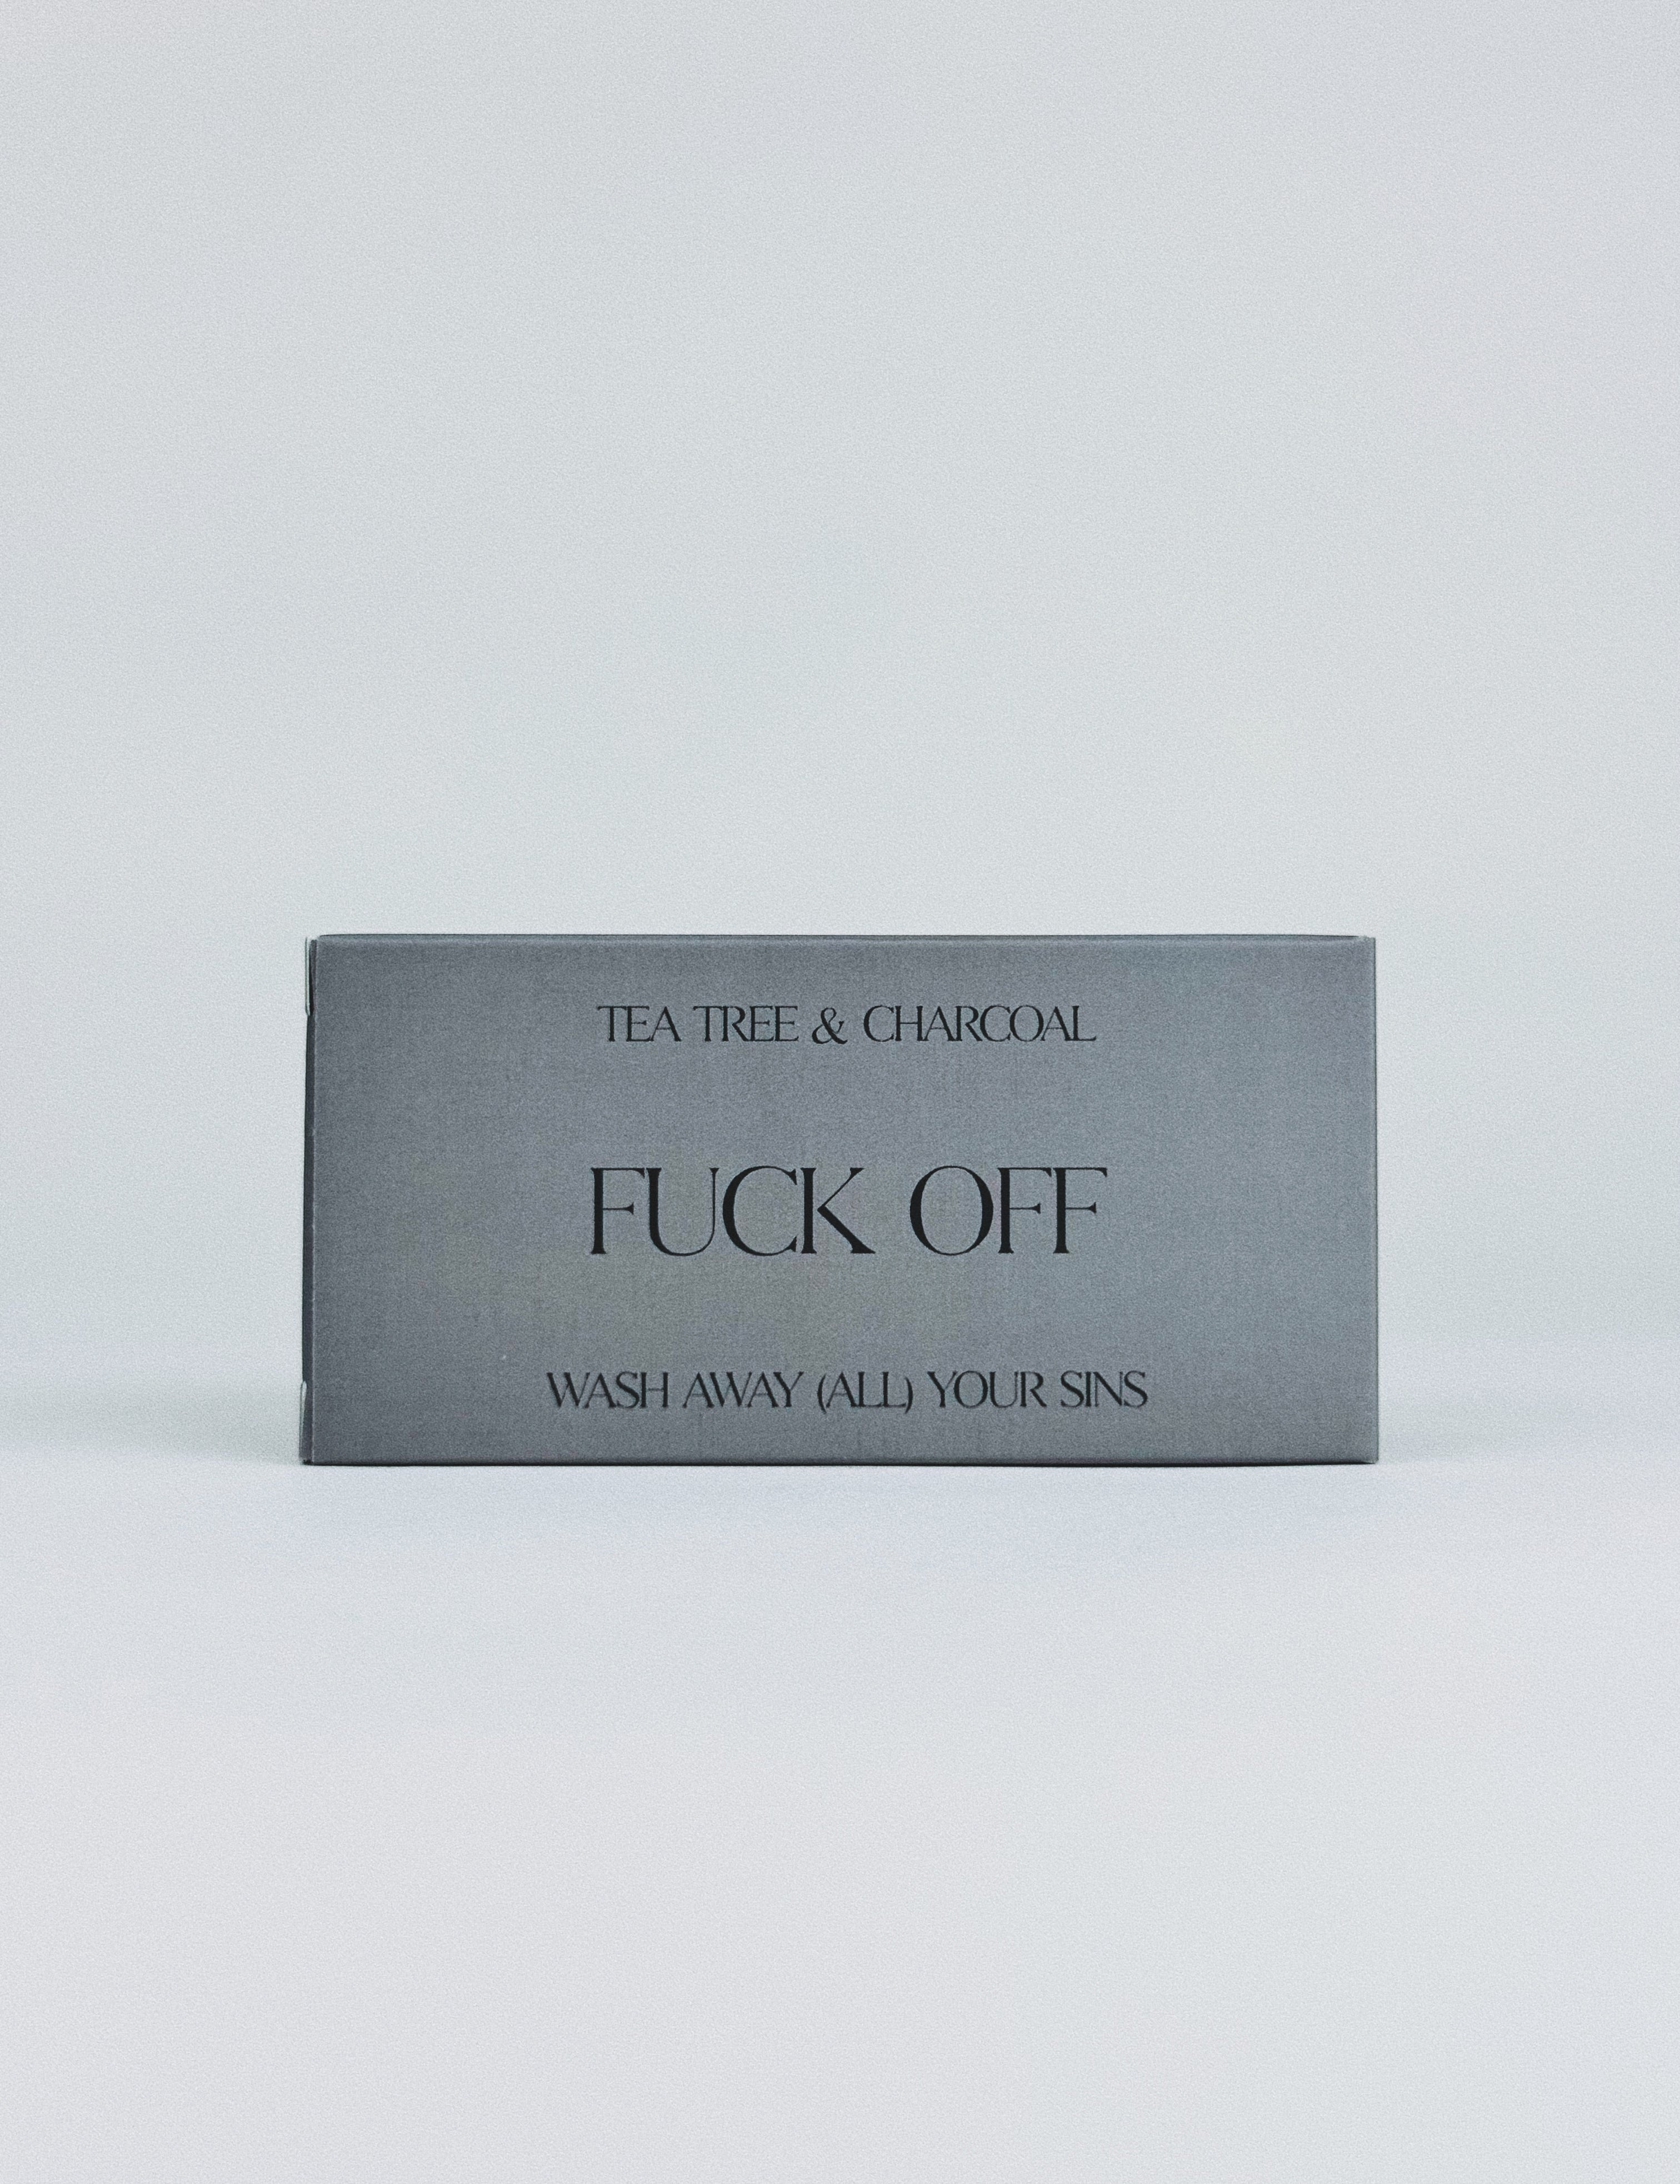 TEA TREE & CHARCOAL
FUCK OFF
WASH AWAY (ALL) YOUR SINS